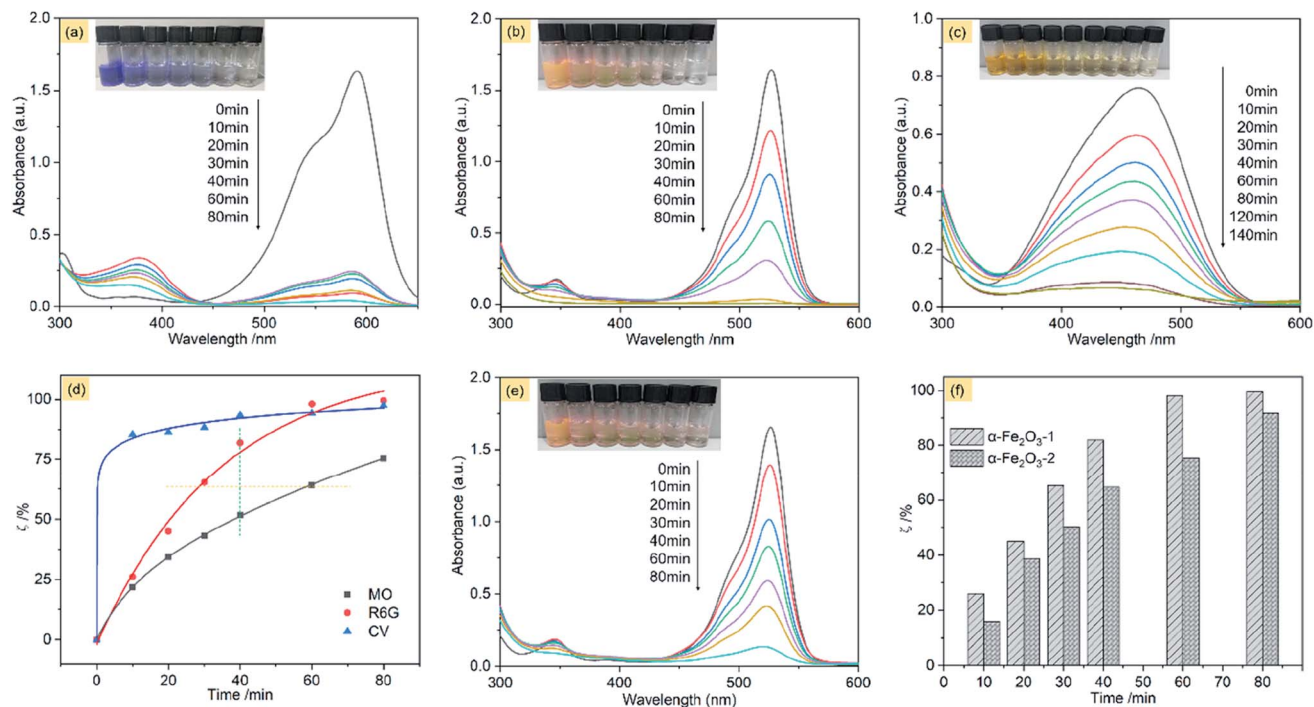 (a)
2.0
1.5
1.0
0.5
0.0
Absorbance (a.u.)
0min
10min
20min
30min
40min
60min
80min
300 400 500 600
Wavelength /nm
(b)
2.0
1.5
1.0
0.5
0.0
Absorbance (a.u.)
0min
10min
20min
30min
40min
60min
80min
300 400 500 600
Wavelength /nm
(c)
1.0
0.8
0.6
0.4
0.2
0.0
Absorbance (a.u.)
0min
10min
20min
30min
40min
60min
80min
120min
140min
300 400 500 600
Wavelength /nm
(d)
100
75
50
25
0
ζ /%
MO
R6G
CV
0 20 40 60 80
Time /min
(e)
2.0
1.5
1.0
0.5
0.0
Absorbance (a.u.)
0min
10min
20min
30min
40min
60min
80min
300 400 500 600
Wavelength (nm)
(f)
100
80
60
40
20
0
ζ /%
α-Fe₂O₃-1
α-Fe₂O₃-2
10 20 30 40 50 60 70 80
Time /min